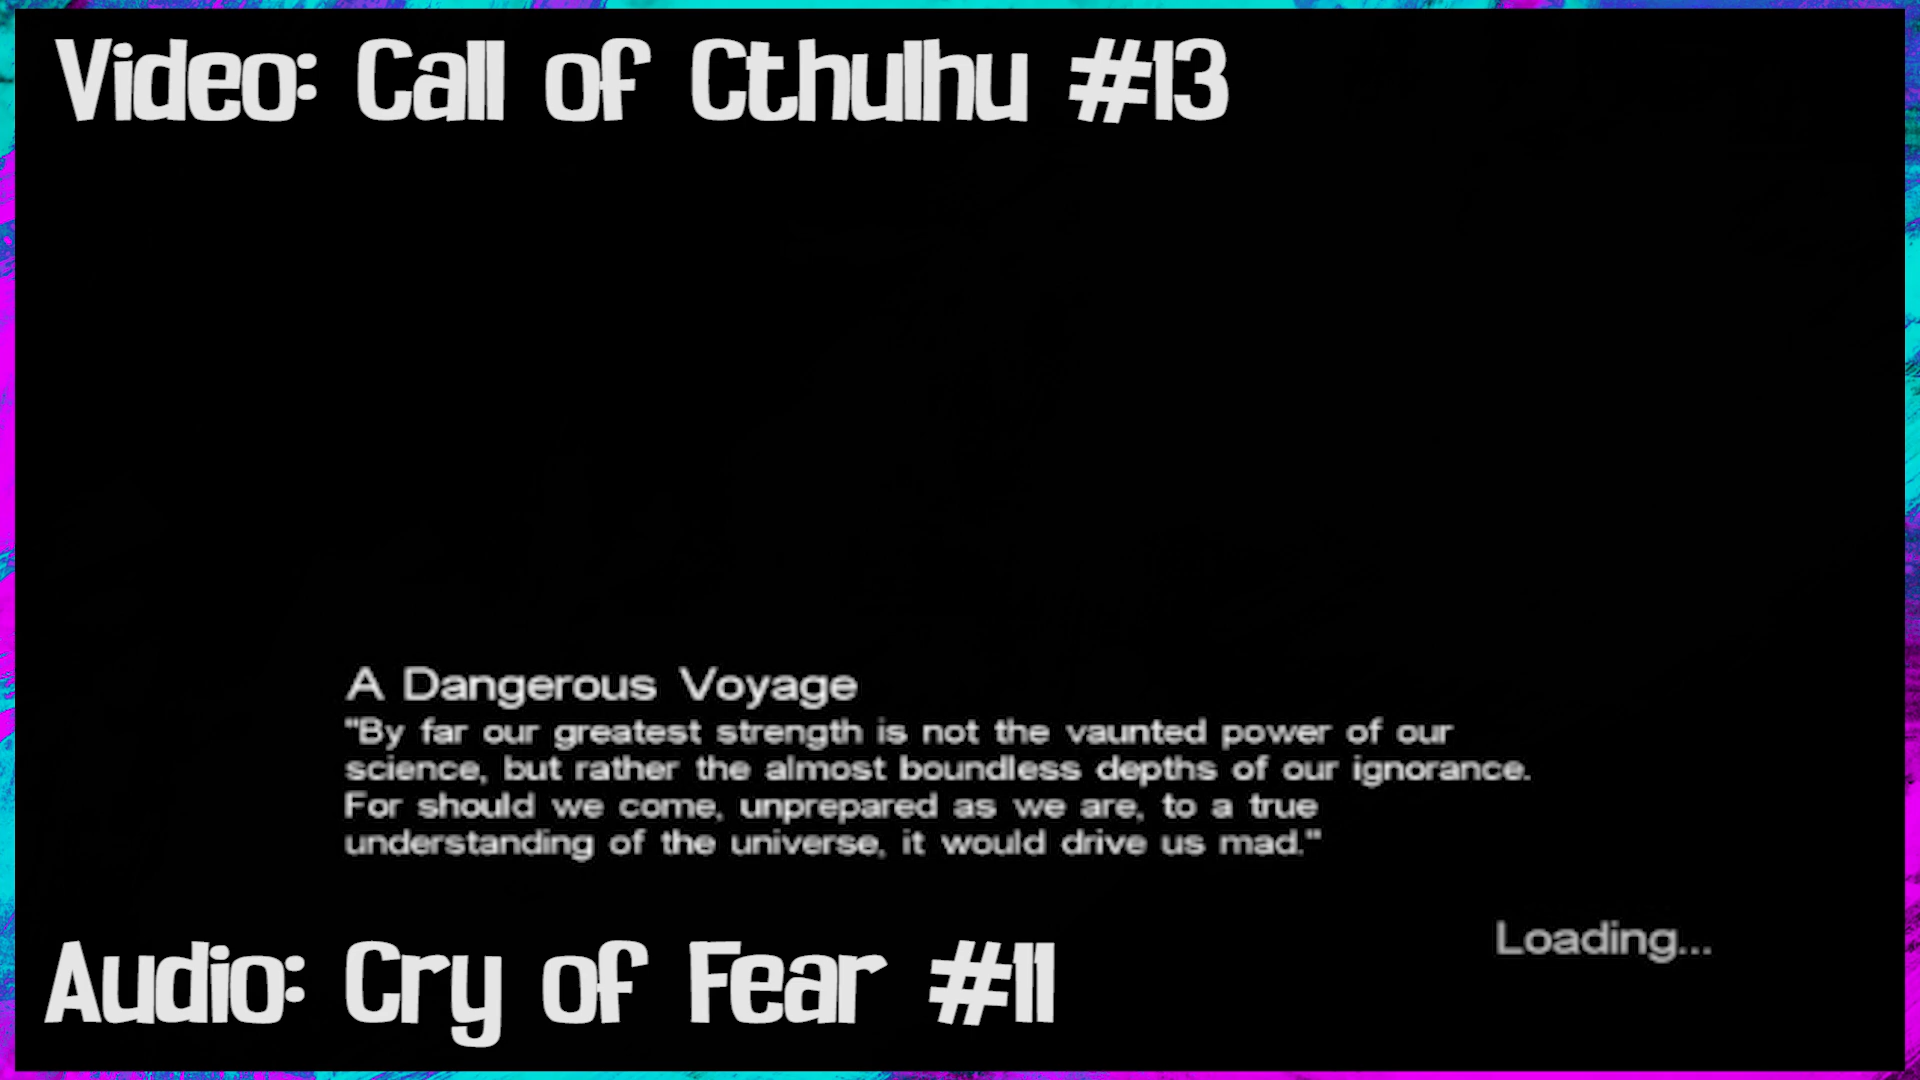 Video: Call of Cthulhu #13
A Dangerous Voyage
"By far our greatest strength is not the vaunted power of our
science, but rather the almost boundless depths of our ignorance.
For should we come, unprepared as we are, to a true
understanding of the universe, it would drive us mad."
Loading...
Audio: Cry of Fear #11